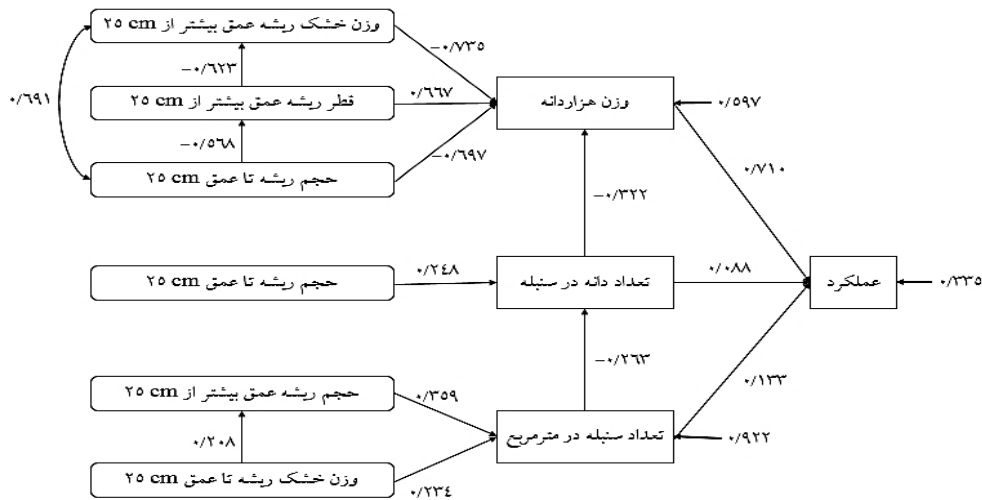 وزن خشک ریشه عمق بیشتر از ۲۵ cm
−۰/۷۳۵
−۰/۶۲۳
۰/۶۹۱
قطر ریشه عمق بیشتر از ۲۵ cm
۰/۶۶۷
وزن هزاردانه
۰/۵۹۷
−۰/۵۶۸
−۰/۶۹۷
حجم ریشه تا عمق ۲۵ cm
۰/۷۱۰
−۰/۳۲۲
حجم ریشه تا عمق ۲۵ cm
۰/۲٤۸
تعداد دانه در سنبله
۰/۰۸۸
عملکرد
۰/۳۳۵
−۰/۲۶۳
حجم ریشه عمق بیشتر از ۲۵ cm
۰/۳۵۹
۰/۱۳۳
۰/۲۰۸
تعداد سنبله در مترمربع
۰/۹۲۲
وزن خشک ریشه تا عمق ۲۵ cm
۰/۲۳٤